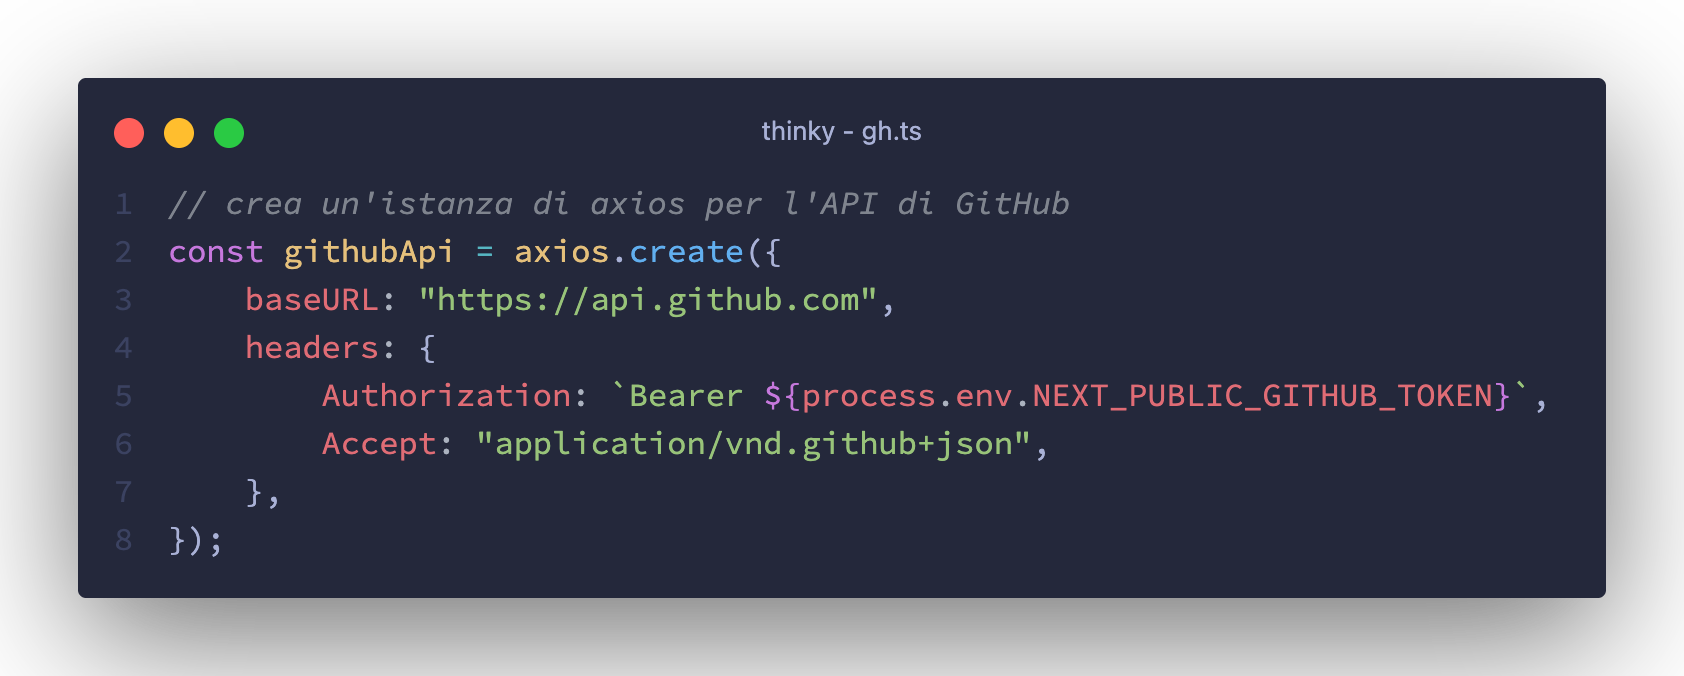 thinky - gh.ts
1 // crea un'istanza di axios per l'API di GitHub
2 const githubApi = axios.create({
3     baseURL: "https://api.github.com",
4     headers: {
5         Authorization: `Bearer ${process.env.NEXT_PUBLIC_GITHUB_TOKEN}`,
6         Accept: "application/vnd.github+json",
7     },
8 });